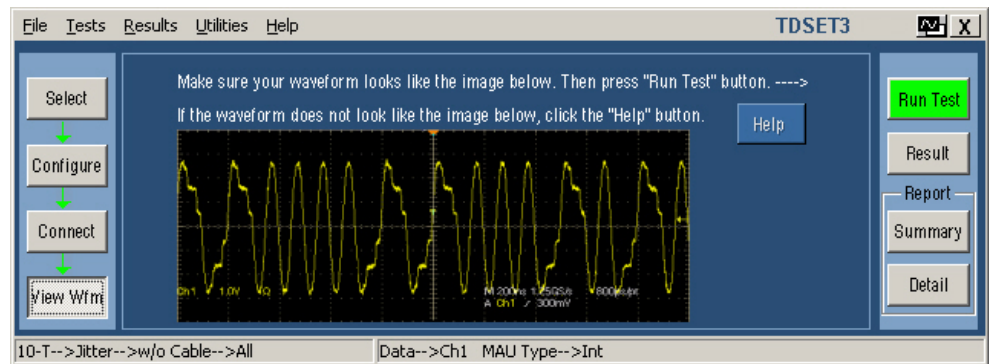 File Tests Results Utilities Help TDSET3 X
Select
Configure
Connect
View Wfm
Make sure your waveform looks like the image below. Then press "Run Test" button. ---->
If the waveform does not look like the image below, click the "Help" button.
Help
Ch1 1.0V Ω M 200ns 1.25GS/s 800ps/pt
A Ch1 / 300mV
Run Test
Result
Report
Summary
Detail
10-T-->Jitter-->w/o Cable-->All Data-->Ch1 MAU Type-->Int